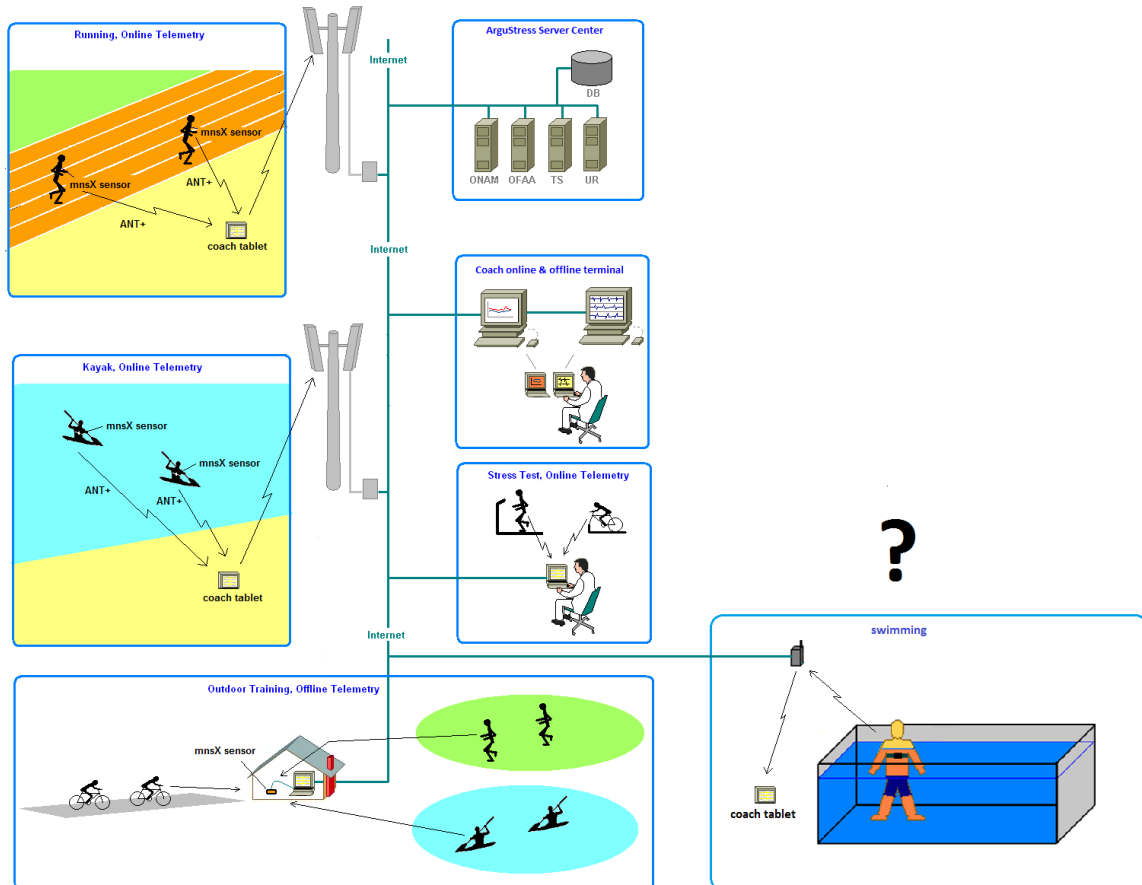 Running, Online Telemetry
mnsX sensor
mnsX sensor
ANT+
ANT+
coach tablet
Internet
ArguStress Server Center
DB
ONAM
OFAA
TS
UR
Internet
Coach online & offline terminal
Kayak, Online Telemetry
mnsX sensor
mnsX sensor
ANT+
ANT+
coach tablet
Stress Test, Online Telemetry
?
Internet
swimming
coach tablet
Outdoor Training, Offline Telemetry
mnsX sensor